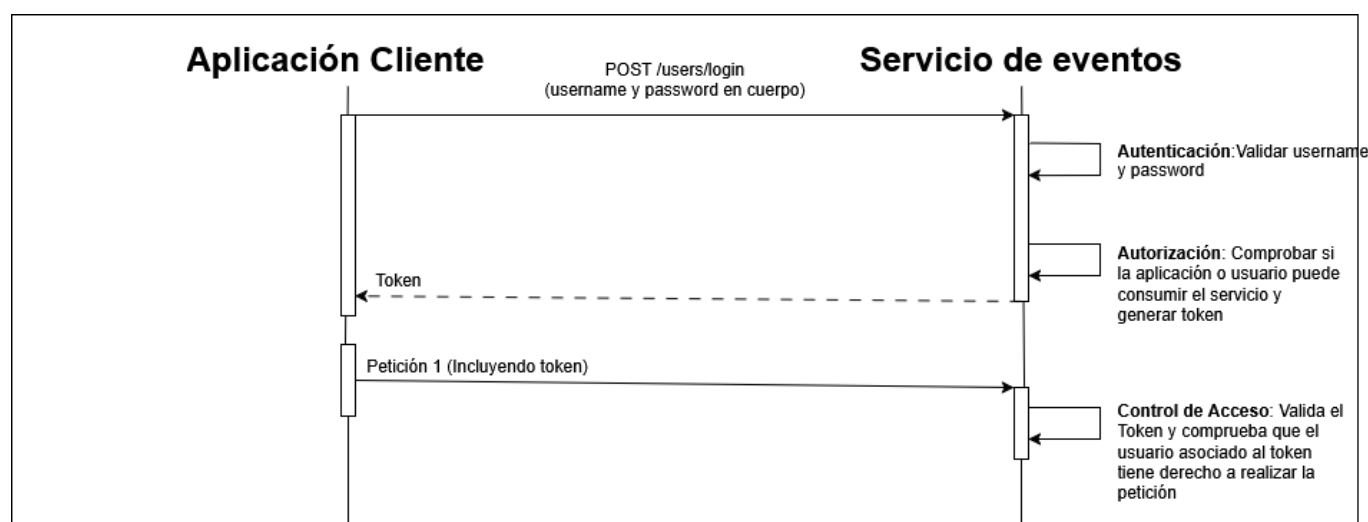 Aplicación Cliente
Servicio de eventos
POST /users/login
(username y password en cuerpo)
Autenticación:Validar username
y password
Autorización: Comprobar si
la aplicación o usuario puede
consumir el servicio y
generar token
Token
Petición 1 (Incluyendo token)
Control de Acceso: Valida el
Token y comprueba que el
usuario asociado al token
tiene derecho a realizar la
petición